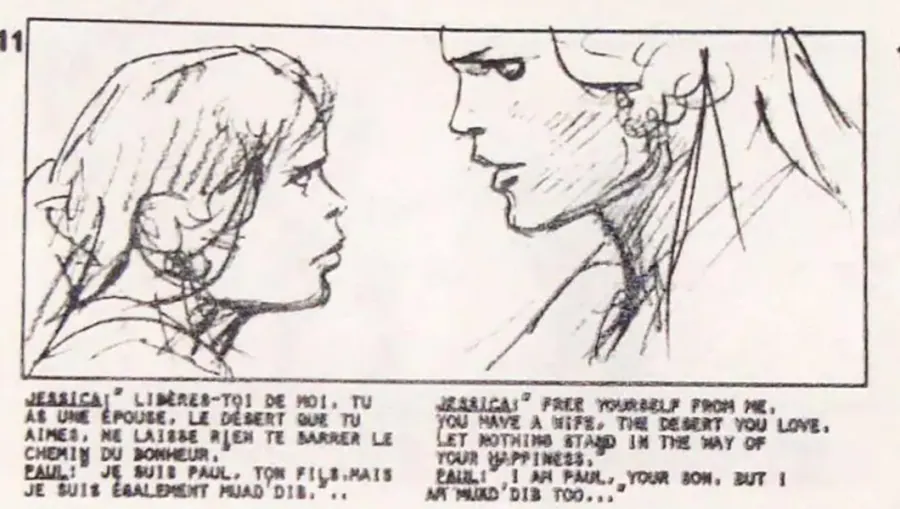 11
JESSICA: " LIBÈRES-TOI DE MOI. TU
AS UNE ÉPOUSE, LE DÉSERT QUE TU
AIMES, NE LAISSE RIEN TE BARRER LE
CHEMIN DU BONHEUR."
PAUL: " JE SUIS PAUL, TON FILS, MAIS
JE SUIS ÉGALEMENT MUAD'DIB...
JESSICA: " FREE YOURSELF FROM ME.
YOU HAVE A WIFE, THE DESERT YOU LOVE.
LET NOTHING STAND IN THE WAY OF
YOUR HAPPINESS."
PAUL: "I AM PAUL, YOUR SON, BUT I
AM MUAD'DIB TOO..."